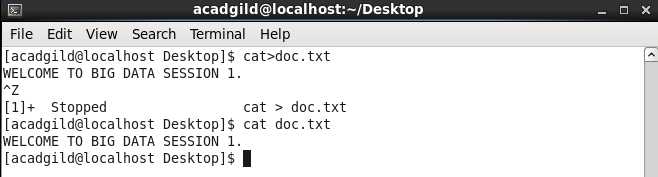 acadgild@localhost:~/Desktop
File Edit View Search Terminal Help
[acadgild@localhost Desktop]$ cat>doc.txt
WELCOME TO BIG DATA SESSION 1.
^Z
[1]+  Stopped                 cat > doc.txt
[acadgild@localhost Desktop]$ cat doc.txt
WELCOME TO BIG DATA SESSION 1.
[acadgild@localhost Desktop]$